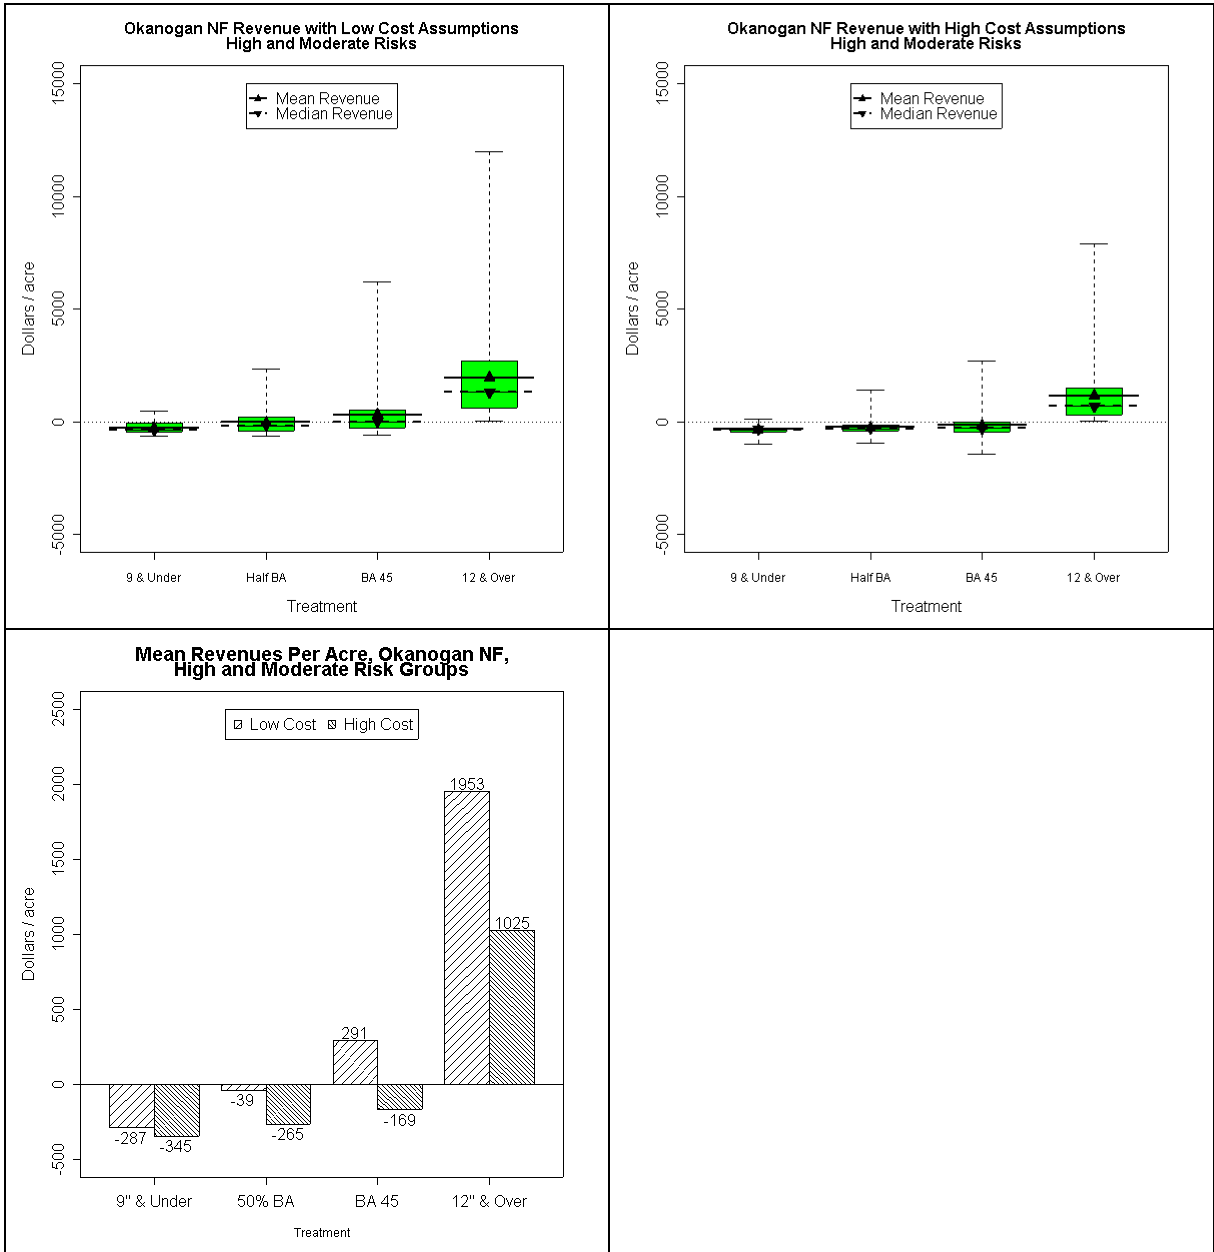 Okanogan NF Revenue with Low Cost Assumptions
High and Moderate Risks
Mean Revenue
Median Revenue
15000
10000
5000
0
-5000
Dollars / acre
9 & Under
Half BA
BA 45
12 & Over
Treatment
Okanogan NF Revenue with High Cost Assumptions
High and Moderate Risks
Mean Revenue
Median Revenue
15000
10000
5000
0
-5000
Dollars / acre
9 & Under
Half BA
BA 45
12 & Over
Treatment
Mean Revenues Per Acre, Okanogan NF,
High and Moderate Risk Groups
Low Cost High Cost
2500
2000
1500
1000
500
0
-500
Dollars / acre
1953
1025
291
-39
-169
-287
-345
-265
9" & Under
50% BA
BA 45
12" & Over
Treatment